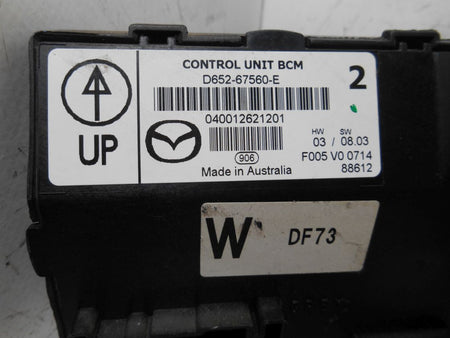 CONTROL UNIT BCM
D652-67560-E
2
UP
040012621201
HW SW
03 / 08.03
906
F005 V0 0714
Made in Australia
88612
W
DF73